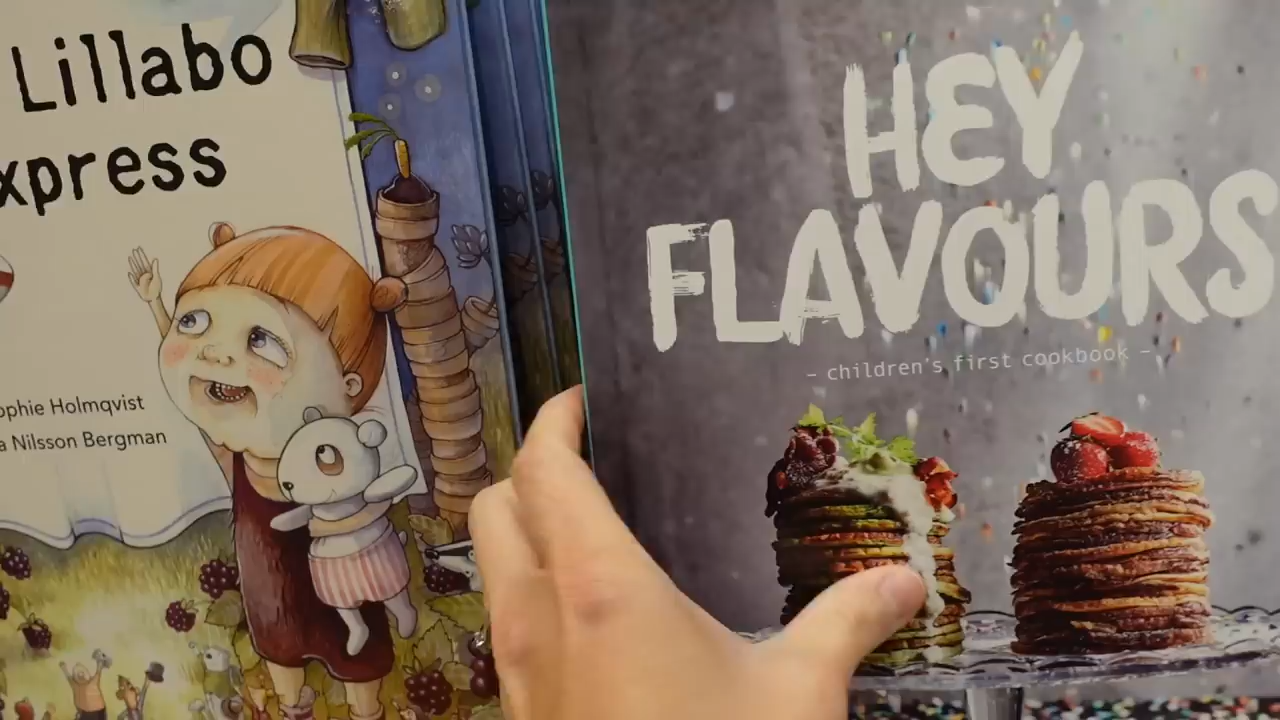 Lillabo
xpress
ophie Holmqvist
a Nilsson Bergman
HEY
FLAVOURS
– children's first cookbook –